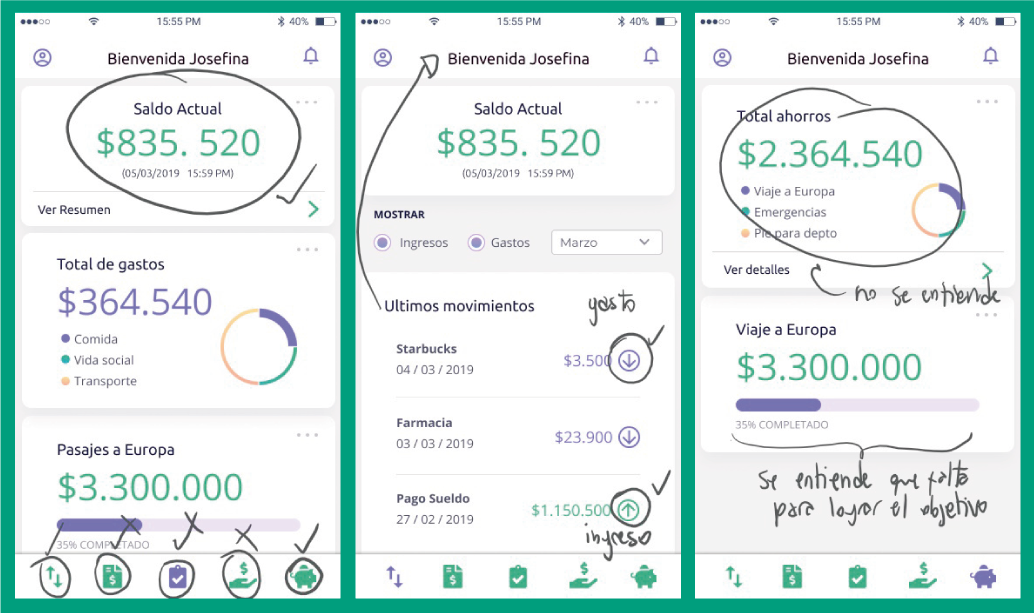 15:55 PM
40%
Bienvenida Josefina
Saldo Actual
$835. 520
(05/03/2019 15:59 PM)
Ver Resumen
Total de gastos
$364.540
Comida
Vida social
Transporte
Pasajes a Europa
$3.300.000
35% COMPLETADO
15:55 PM
40%
Bienvenida Josefina
Saldo Actual
$835. 520
(05/03/2019 15:59 PM)
MOSTRAR
Ingresos
Gastos
Marzo
Ultimos movimientos
gasto
Starbucks
$3.500
04 / 03 / 2019
Farmacia
$23.900
03 / 03 / 2019
Pago Sueldo
$1.150.500
27 / 02 / 2019
ingreso
15:55 PM
40%
Bienvenida Josefina
Total ahorros
$2.364.540
Viaje a Europa
Emergencias
Pie para depto
Ver detalles
no se entiende
Viaje a Europa
$3.300.000
35% COMPLETADO
Se entiende que falta
para lograr el objetivo